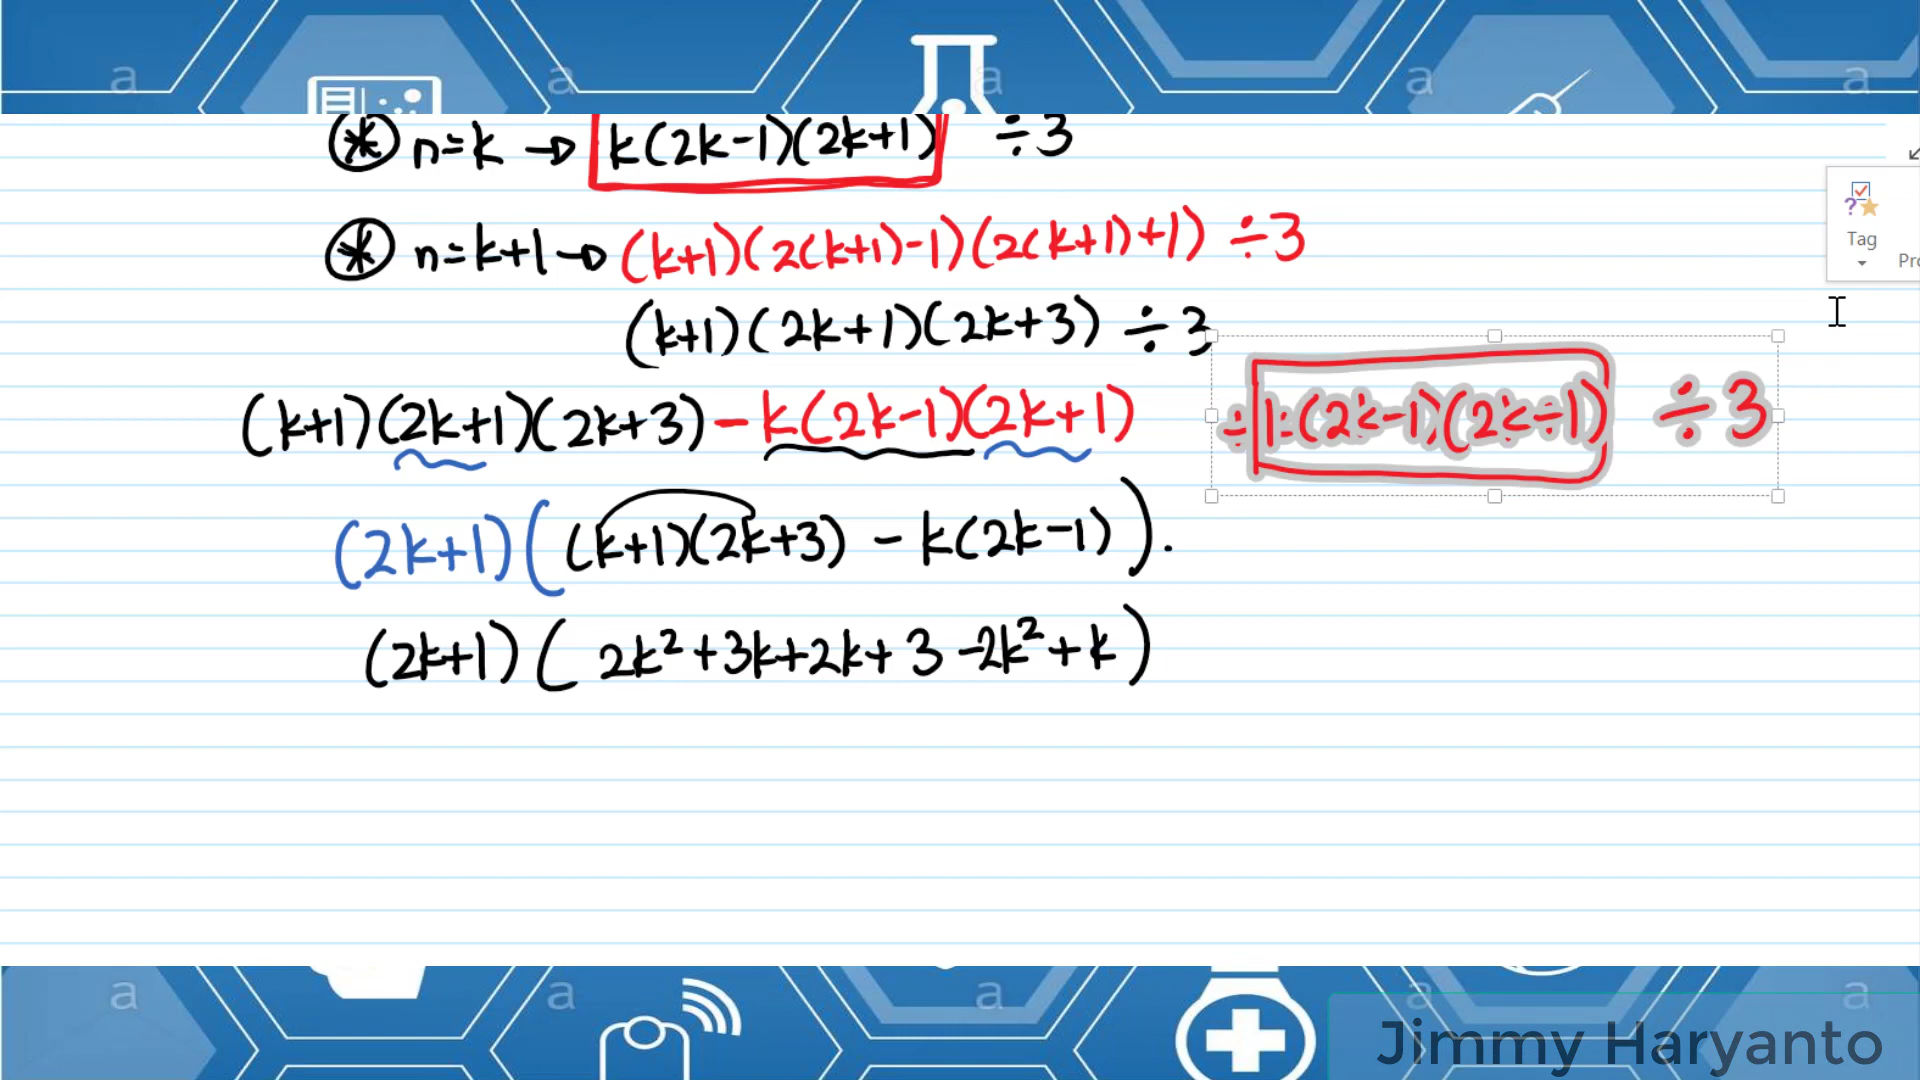 a a a a a
⊛ n=k → k(2k-1)(2k+1) ÷3
⊛ n=k+1 → (k+1)(2(k+1)-1)(2(k+1)+1) ÷3
Tag
Pro
(k+1)(2k+1)(2k+3) ÷ 3
(k+1)(2k+1)(2k+3) - k(2k-1)(2k+1)
÷ k(2k-1)(2k+1) ÷3
(2k+1)((k+1)(2k+3) - k(2k-1)).
(2k+1)(2k²+3k+2k+3-2k²+k)
a a a a a
Jimmy Haryanto